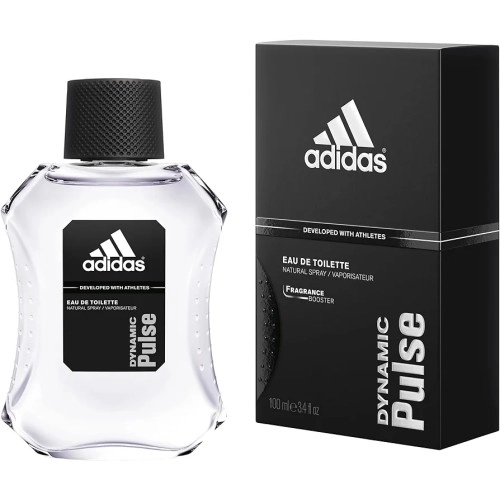 adidas
DEVELOPED WITH ATHLETES
EAU DE TOILETTE
NATURAL SPRAY / VAPORISATEUR
DYNAMIC
Pulse
adidas
DEVELOPED WITH ATHLETES
EAU DE TOILETTE
NATURAL SPRAY / VAPORISATEUR
FRAGRANCE
BOOSTER
DYNAMIC
Pulse
100 ml e 3.4 fl oz